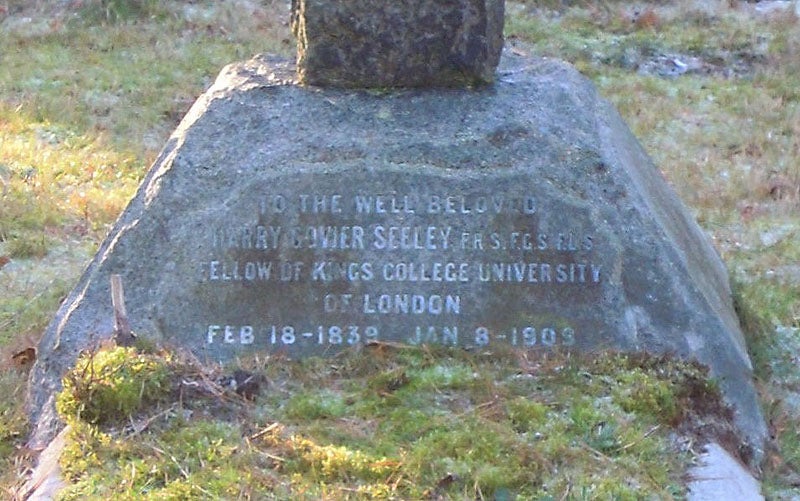 TO THE WELL BELOVED
HARRY GOVIER SEELEY, F.R.S. F.G.S. F.L.S.
FELLOW OF KINGS COLLEGE UNIVERSITY
OF LONDON
FEB 18-1839 JAN 8-1909